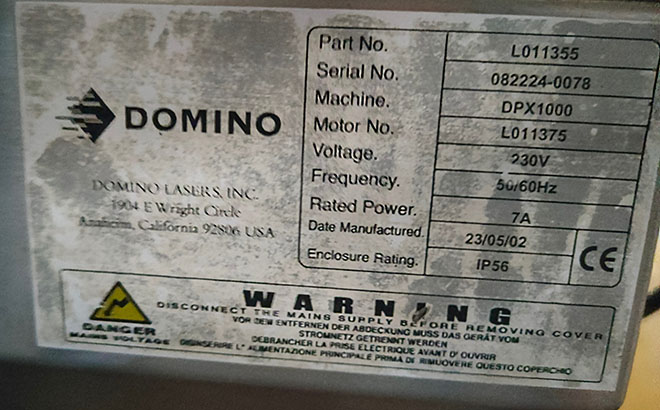 DOMINO
DOMINO LASERS, INC.
1904 E Wright Circle
Anaheim, California 92806 USA
Part No. L011355
Serial No. 082224-0078
Machine. DPX1000
Motor No. L011375
Voltage. 230V
Frequency. 50/60Hz
Rated Power. 7A
Date Manufactured. 23/05/02
Enclosure Rating. IP56
CE
WARNING
DISCONNECT THE MAINS SUPPLY BEFORE REMOVING COVER
VOR DEM ENTFERNEN DER ABDECKUNG MUSS DAS GERÄT VOM
STROMNETZ GETRENNT WERDEN
DEBRANCHER LA PRISE ELECTRIQUE AVANT D' OUVRIR
DISINSERIRE L' ALIMENTAZIONE PRINCIPALE PRIMA DI RIMUOVERE QUESTO COPERCHIO
DANGER
MAINS VOLTAGE